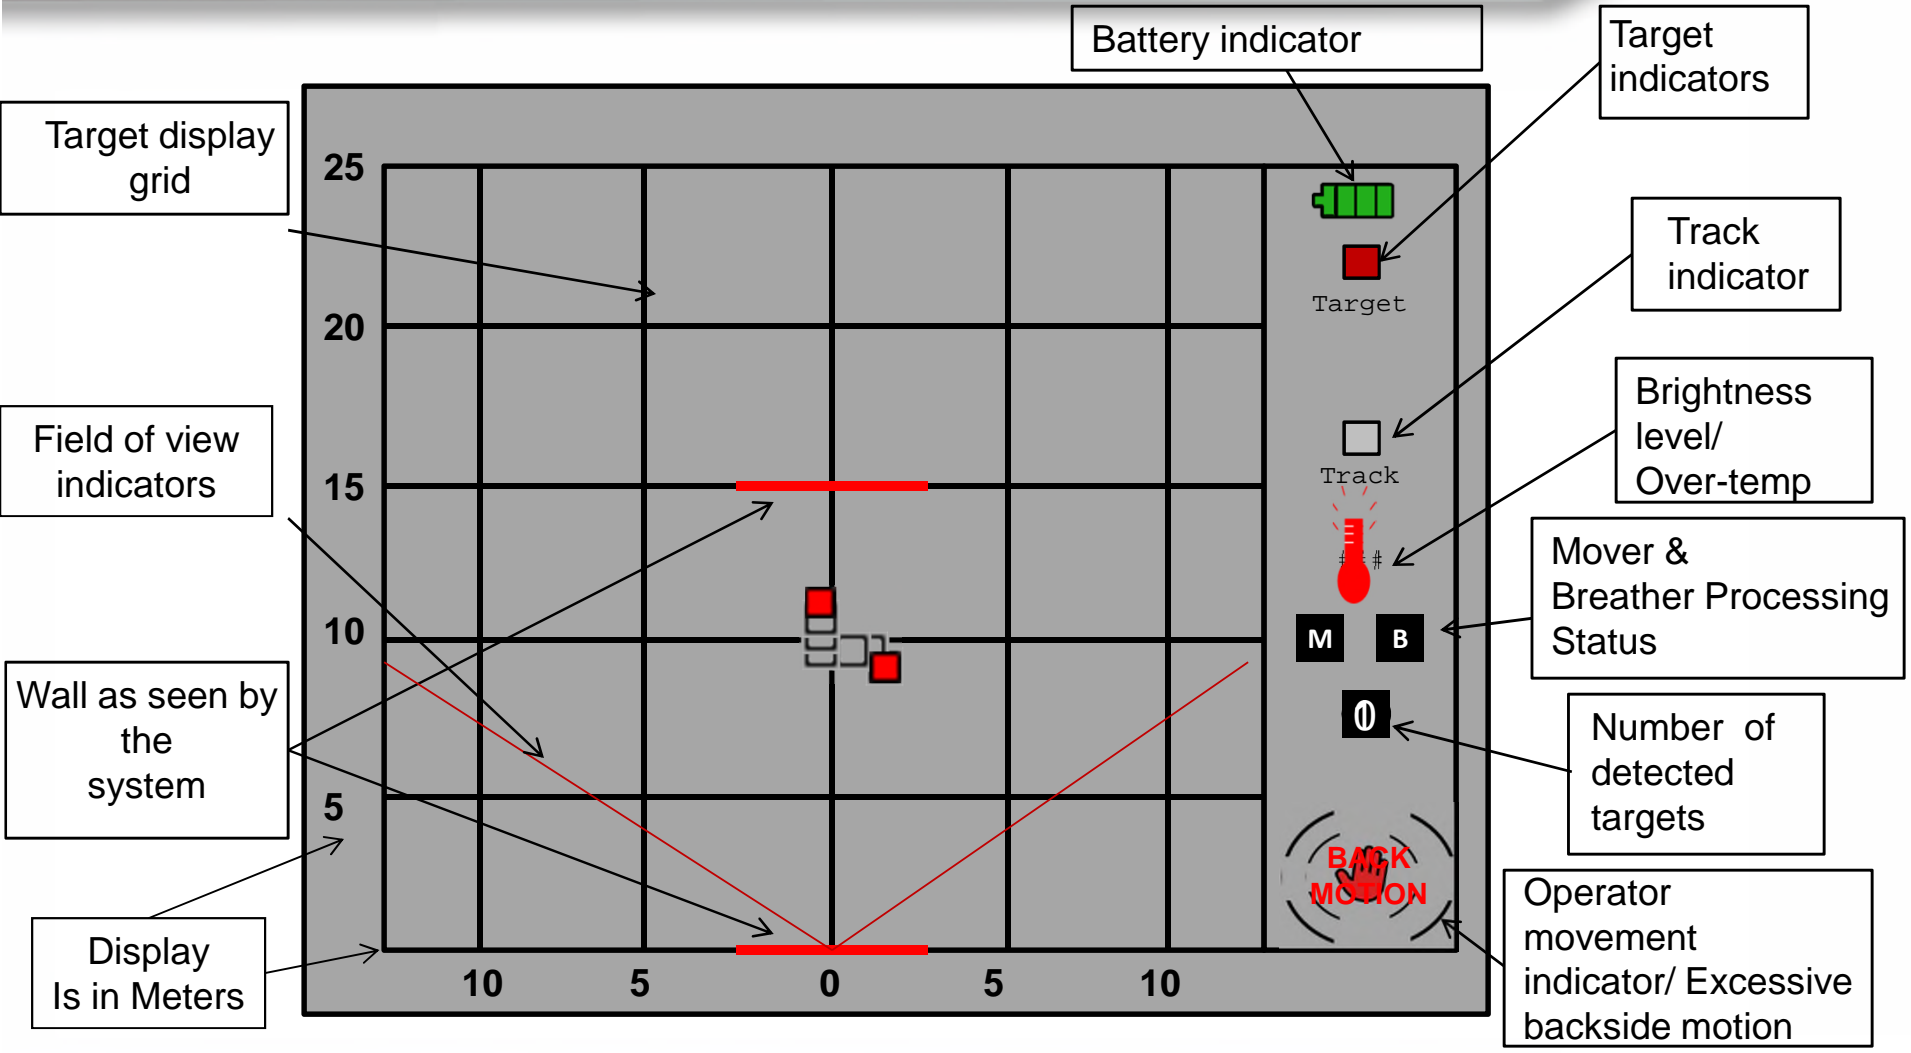 Battery indicator
Target
indicators
Target display
grid
25
Target
Track
indicator
20
Brightness
level/
Over-temp
Field of view
indicators
15
Track
Mover &
Breather Processing
Status
# #
10
M B
Wall as seen by
the
system
Number of
detected
targets
5
BACK
MOTION
Operator
movement
indicator/ Excessive
backside motion
Display
Is in Meters
10 5 0 5 10